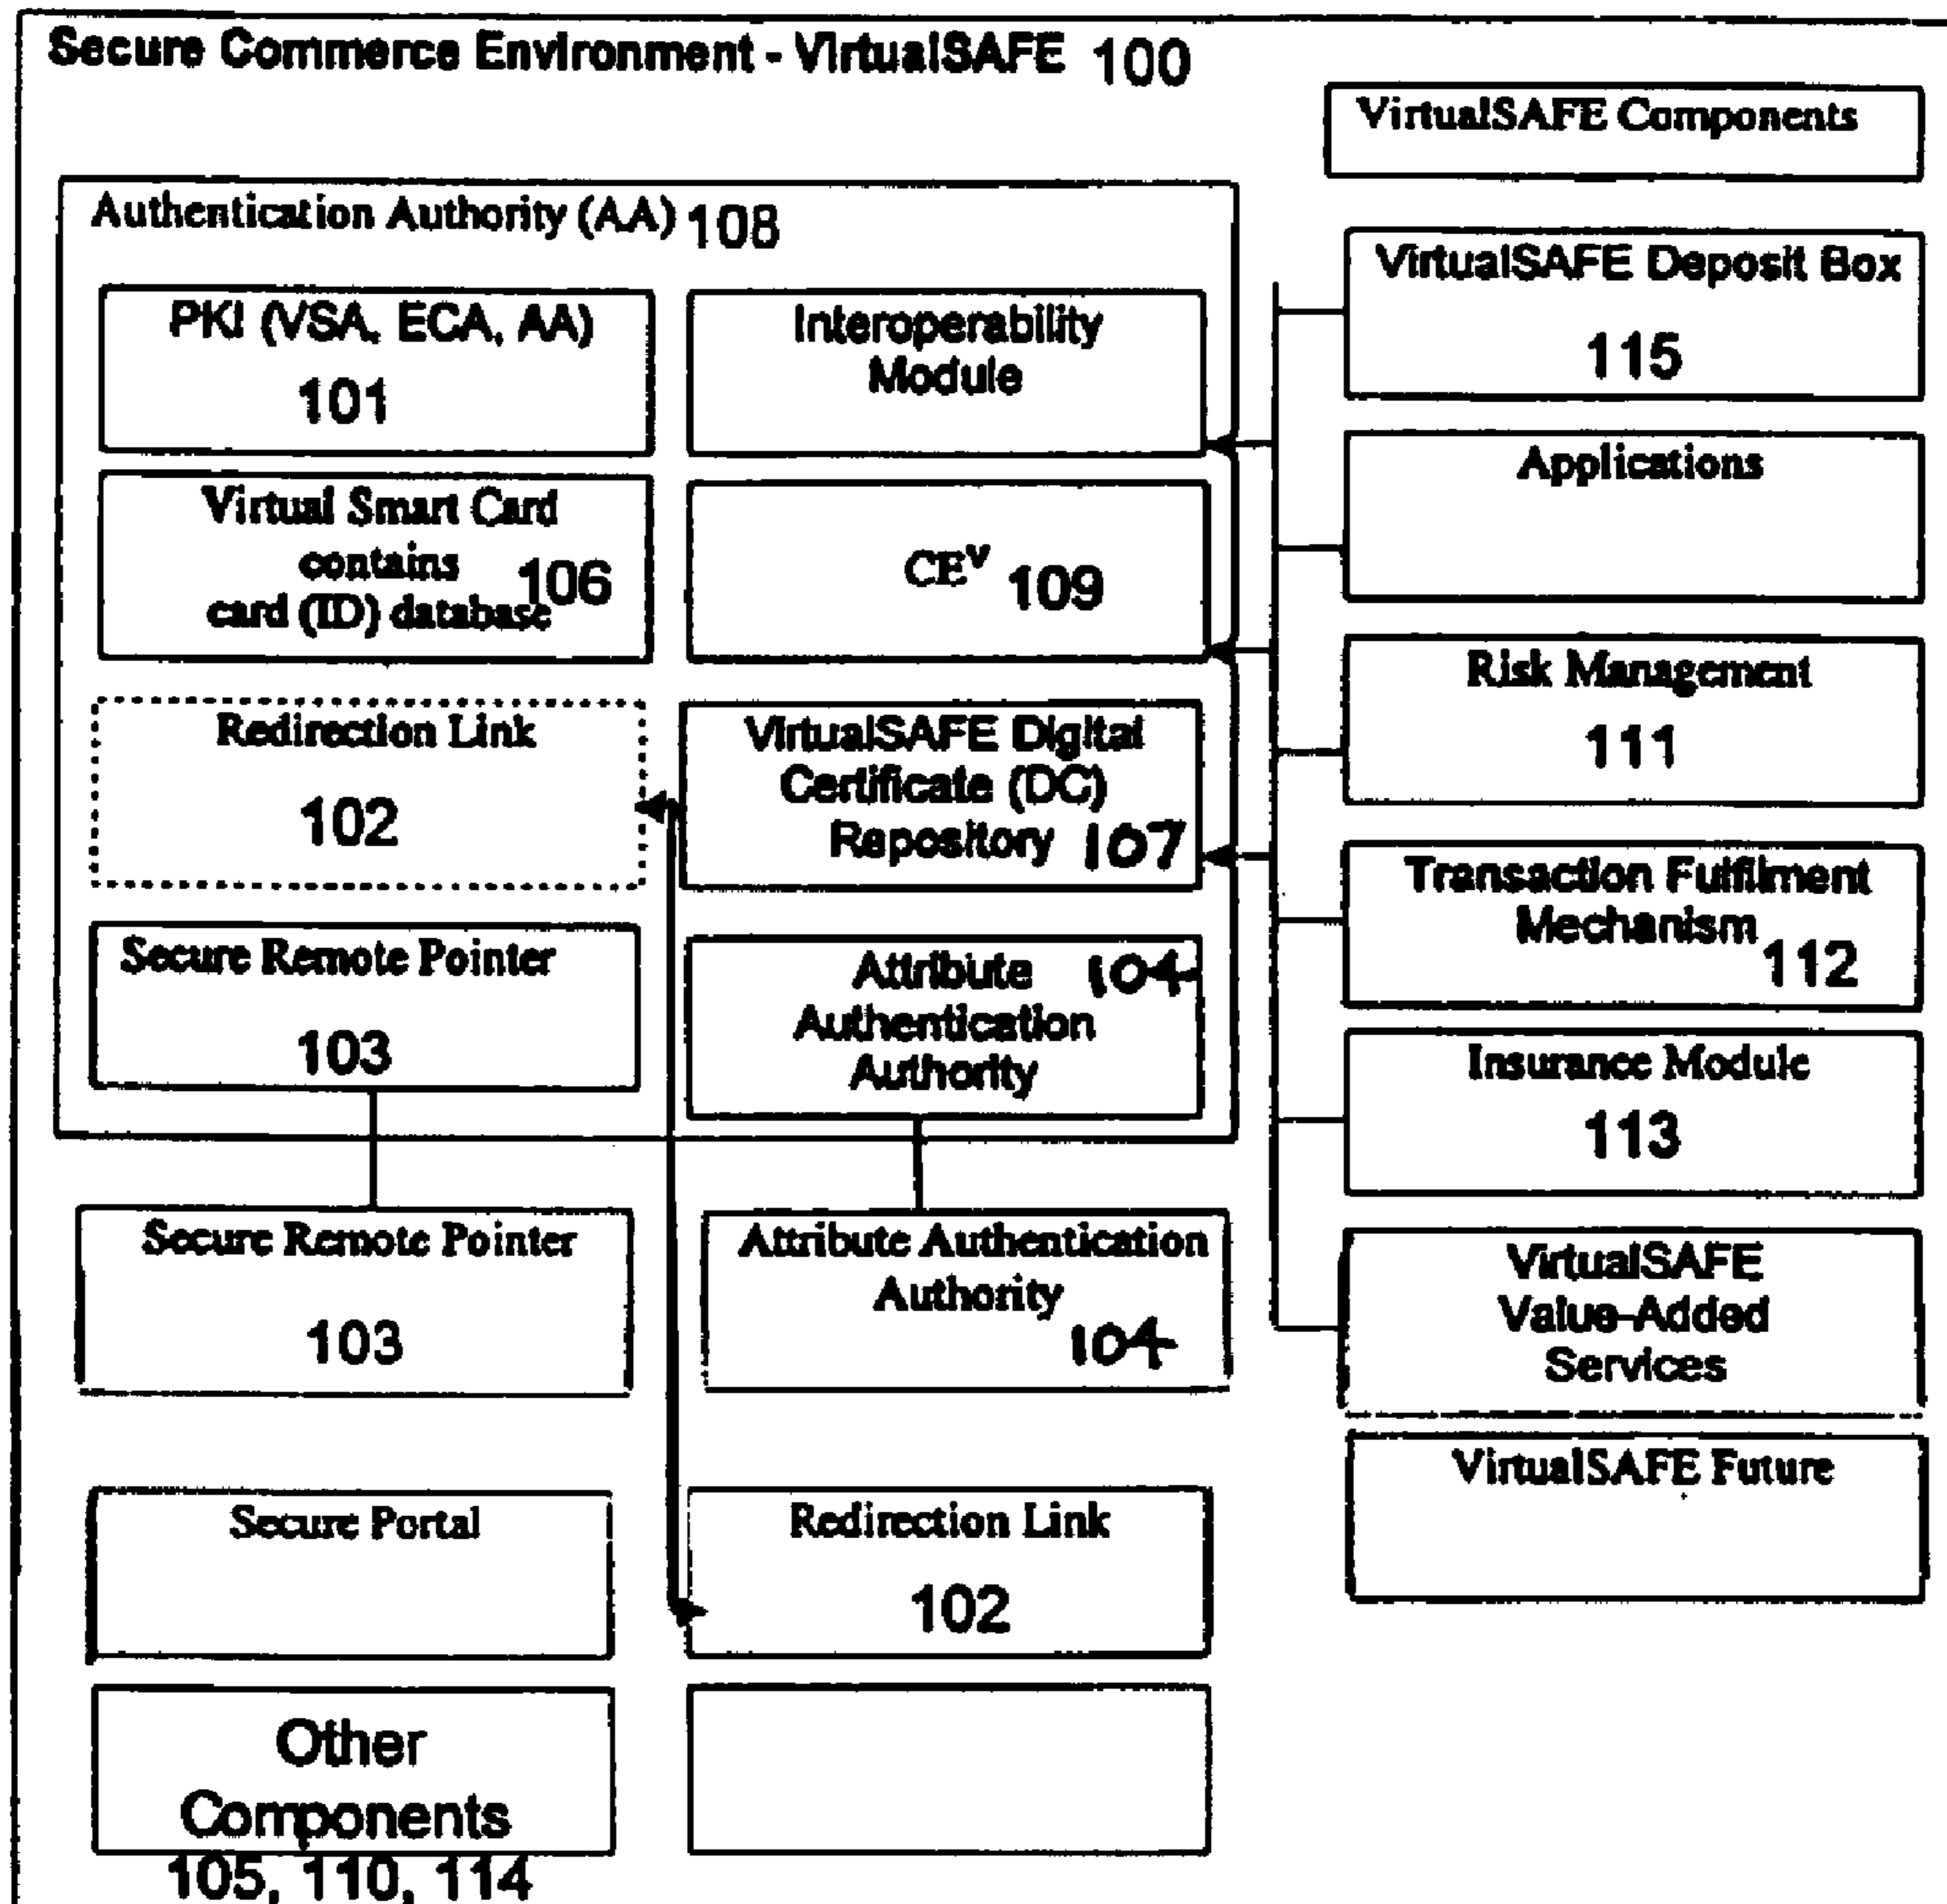 Secure Commerce Environment - VirtualSAFE 100
VirtualSAFE Components
Authentication Authority (AA) 108
PKI (VSA, ECA, AA)
101
Interoperability
Module
Virtual Smart Card
contains 106
card (ID) database
CEᵛ 109
Redirection Link
102
VirtualSAFE Digital
Certificate (DC)
Repository 107
Secure Remote Pointer
103
Attribute 104
Authentication
Authority
Secure Remote Pointer
103
Attribute Authentication
Authority
104
Secure Portal
Redirection Link
102
Other
Components
105, 110, 114
VirtualSAFE Deposit Box
115
Applications
Risk Management
111
Transaction Fulfilment
Mechanism 112
Insurance Module
113
VirtualSAFE
Value-Added
Services
VirtualSAFE Future